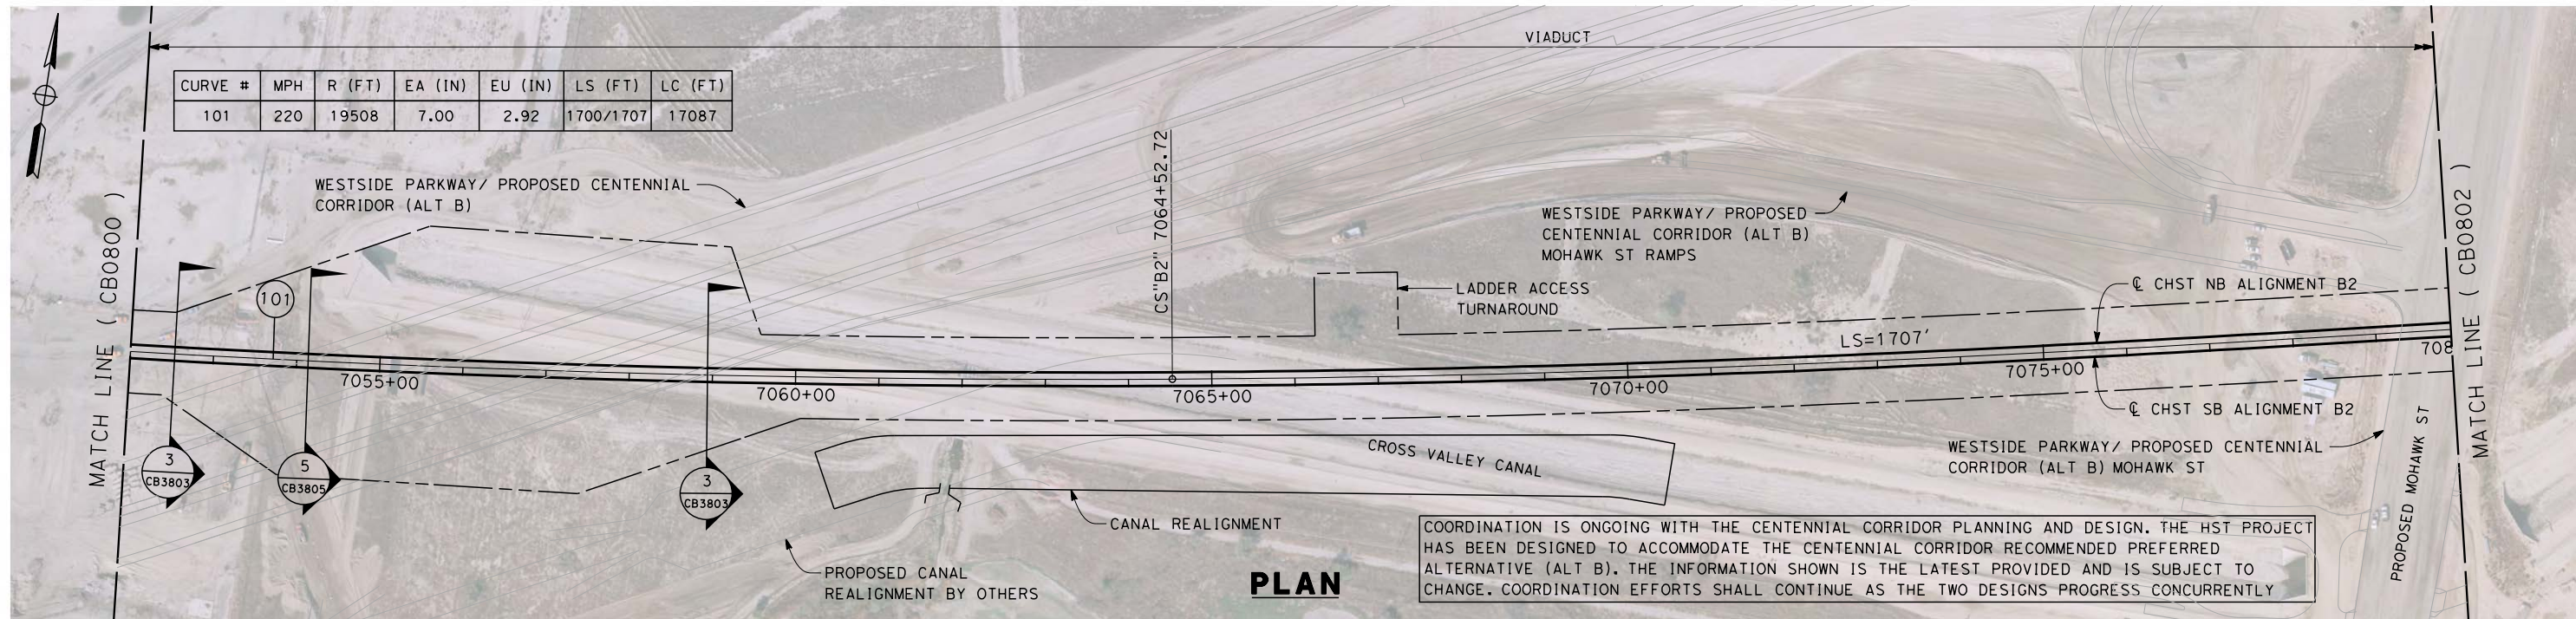 VIADUCT
CURVE # MPH R (FT) EA (IN) EU (IN) LS (FT) LC (FT)
101 220 19508 7.00 2.92 1700/1707 17087
MATCH LINE ( CB0800 )
WESTSIDE PARKWAY/ PROPOSED CENTENNIAL
CORRIDOR (ALT B)
CS"B2" 7064+52.72
WESTSIDE PARKWAY/ PROPOSED
CENTENNIAL CORRIDOR (ALT B)
MOHAWK ST RAMPS
MATCH LINE ( CB0802 )
101
LADDER ACCESS
TURNAROUND
℄ CHST NB ALIGNMENT B2
LS=1707'
7055+00
7060+00
7065+00
7070+00
7075+00
708
℄ CHST SB ALIGNMENT B2
3
CB3803
5
CB3805
3
CB3803
CROSS VALLEY CANAL
WESTSIDE PARKWAY/ PROPOSED CENTENNIAL
CORRIDOR (ALT B) MOHAWK ST
PROPOSED MOHAWK ST
CANAL REALIGNMENT
PROPOSED CANAL
REALIGNMENT BY OTHERS
PLAN
COORDINATION IS ONGOING WITH THE CENTENNIAL CORRIDOR PLANNING AND DESIGN. THE HST PROJECT
HAS BEEN DESIGNED TO ACCOMMODATE THE CENTENNIAL CORRIDOR RECOMMENDED PREFERRED
ALTERNATIVE (ALT B). THE INFORMATION SHOWN IS THE LATEST PROVIDED AND IS SUBJECT TO
CHANGE. COORDINATION EFFORTS SHALL CONTINUE AS THE TWO DESIGNS PROGRESS CONCURRENTLY